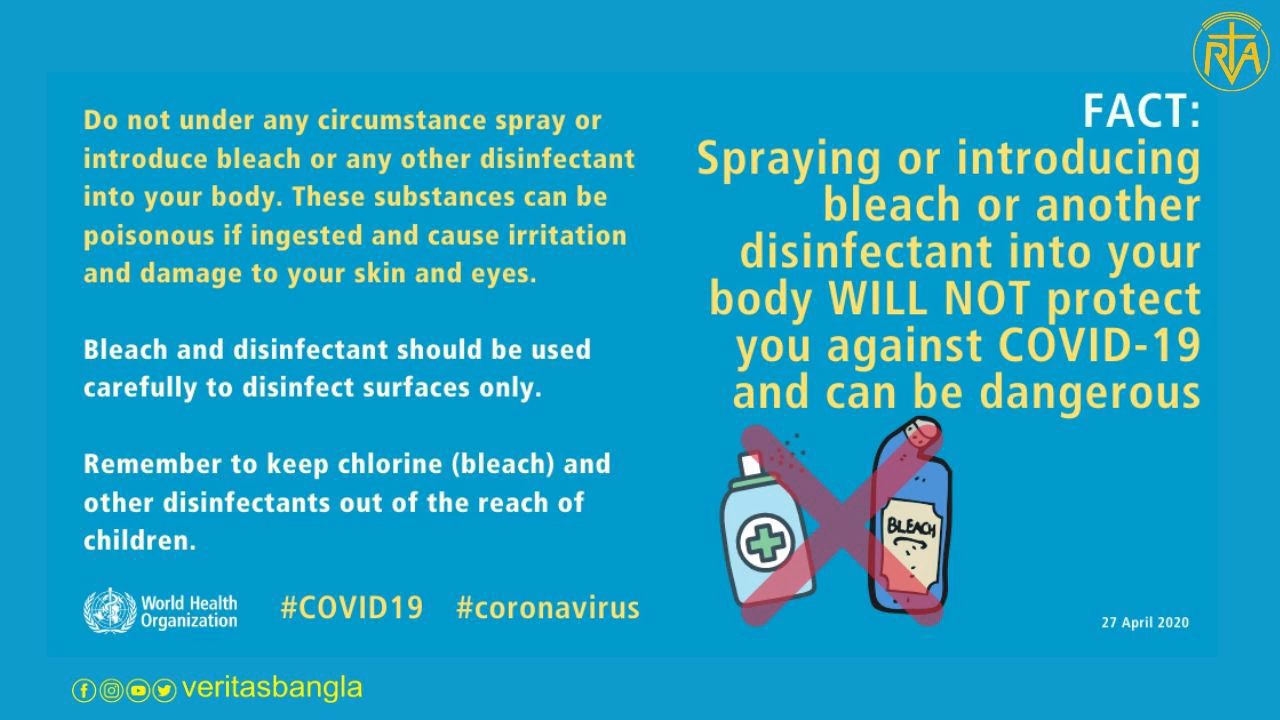 RVA
Do not under any circumstance spray or
introduce bleach or any other disinfectant
into your body. These substances can be
poisonous if ingested and cause irritation
and damage to your skin and eyes.
Bleach and disinfectant should be used
carefully to disinfect surfaces only.
Remember to keep chlorine (bleach) and
other disinfectants out of the reach of
children.
World Health
Organization
#COVID19 #coronavirus
FACT:
Spraying or introducing
bleach or another
disinfectant into your
body WILL NOT protect
you against COVID-19
and can be dangerous
BLEACH
27 April 2020
veritasbangla